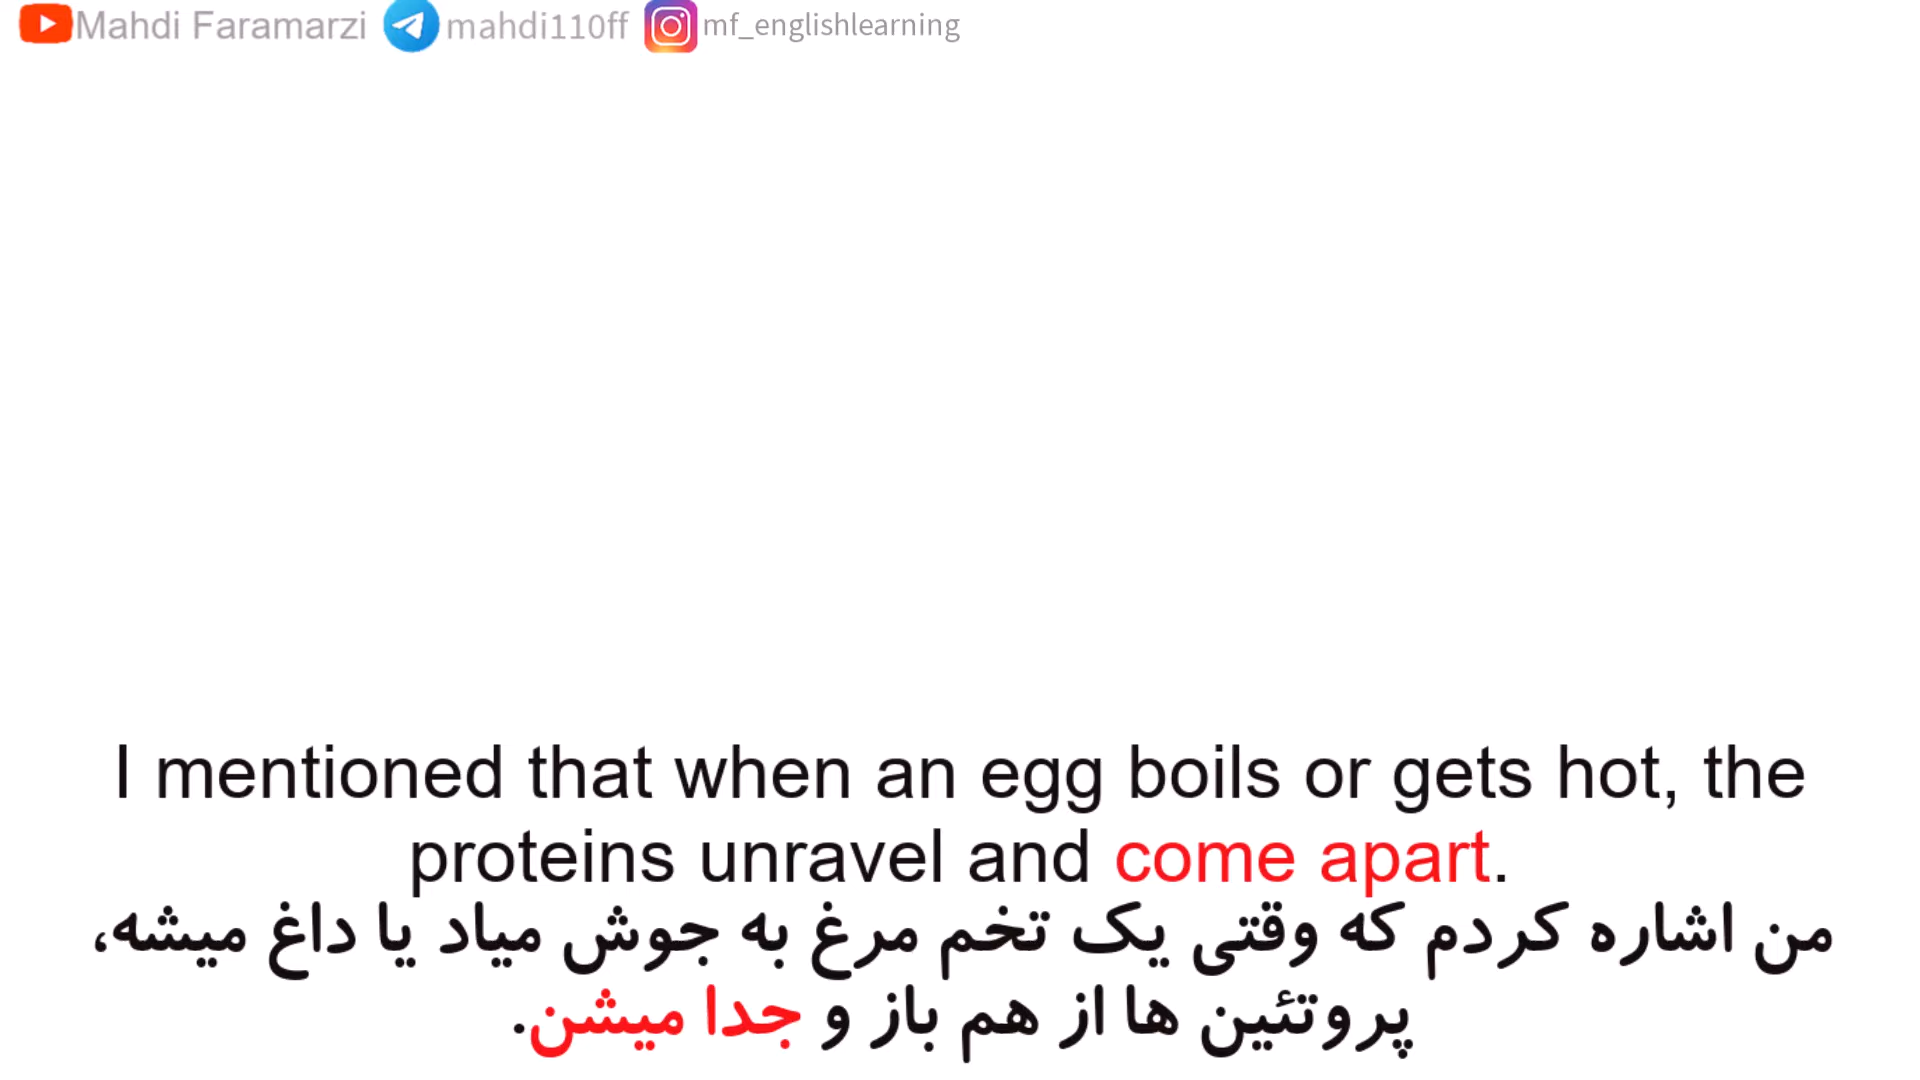 Mahdi Faramarzi mahdi110ff mf_englishlearning
I mentioned that when an egg boils or gets hot, the
proteins unravel and come apart.
من اشاره کردم که وقتی یک تخم مرغ به جوش میاد یا داغ میشه،
پروتئین ها از هم باز و جدا میشن.